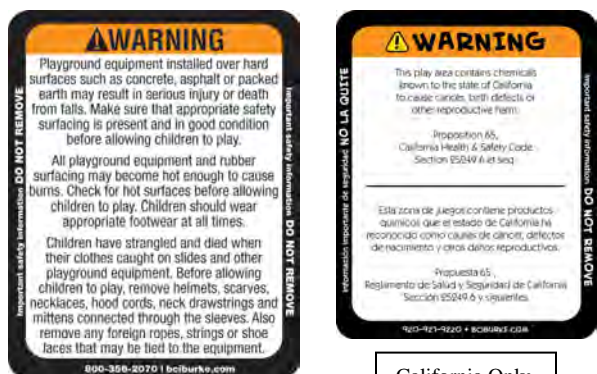 WARNING
Playground equipment installed over hard
surfaces such as concrete, asphalt or packed
earth may result in serious injury or death
from falls. Make sure that appropriate safety
surfacing is present and in good condition
before allowing children to play.
All playground equipment and rubber
surfacing may become hot enough to cause
burns. Check for hot surfaces before allowing
children to play. Children should wear
appropriate footwear at all times.
Children have strangled and died when
their clothes caught on slides and other
playground equipment. Before allowing
children to play, remove helmets, scarves,
necklaces, hood cords, neck drawstrings and
mittens connected through the sleeves. Also
remove any foreign ropes, strings or shoe
laces that may be tied to the equipment.
800-356-2070 | bciburke.com
Important safety information DO NOT REMOVE
Important safety information DO NOT REMOVE
WARNING
This play area contains chemicals
known to the state of California
to cause cancer, birth defects or
other reproductive harm.
Proposition 65,
California Health & Safety Code
Section 25249.6 et seq.
Esta zona de juegos contiene productos
químicos que el estado de California ha
reconocido como causas de cáncer, defectos
de nacimiento y otros daños reproductivos.
Propuesta 65,
Reglamento de Salud y Seguridad de California
Sección 25249.6 y siguientes.
920-921-9220 • BCIBURKE.COM
Información importante de seguridad NO LA QUITE
Important safety information DO NOT REMOVE
California Only